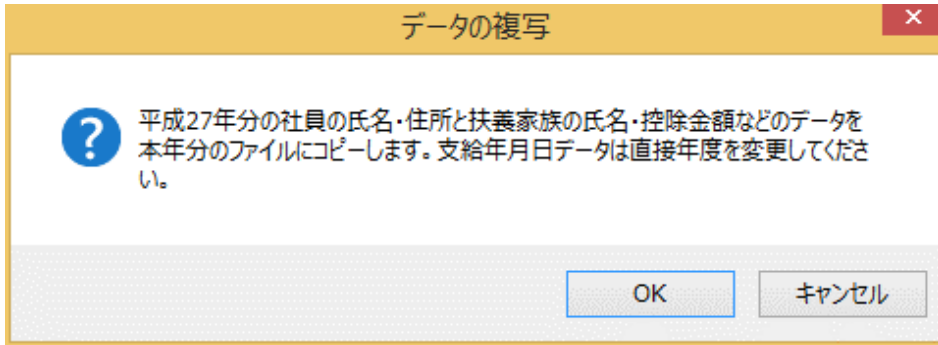 データの複写
平成27年分の社員の氏名・住所と扶養家族の氏名・控除金額などのデータを
本年分のファイルにコピーします。支給年月日データは直接年度を変更してくださ
い。
OK
キャンセル